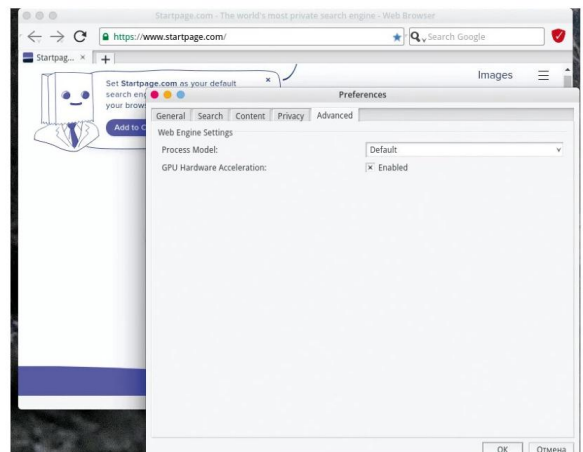 Startpage.com - The world's most private search engine - Web Browser
https://www.startpage.com/
Search Google
Startpag...
Images
Set Startpage.com as your default
search eng
your brow
Add to C
Preferences
General Search Content Privacy Advanced
Web Engine Settings
Process Model: Default
GPU Hardware Acceleration: Enabled
OK Отмена